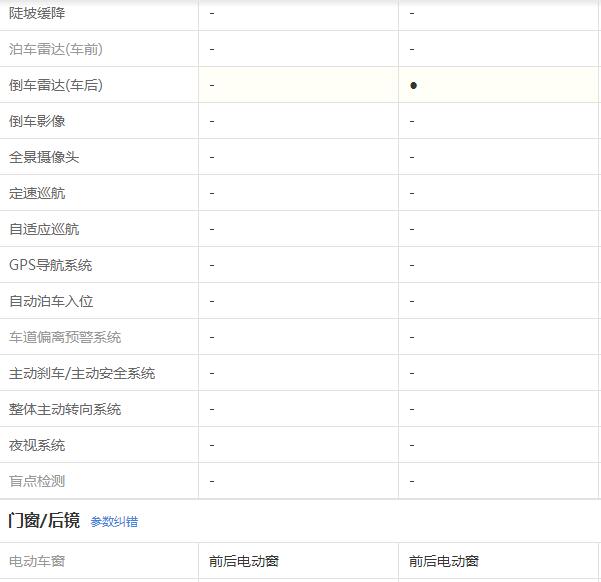 陡坡缓降 - -
泊车雷达(车前) - -
倒车雷达(车后) - ●
倒车影像 - -
全景摄像头 - -
定速巡航 - -
自适应巡航 - -
GPS导航系统 - -
自动泊车入位 - -
车道偏离预警系统 - -
主动刹车/主动安全系统 - -
整体主动转向系统 - -
夜视系统 - -
盲点检测 - -
门窗/后镜 参数纠错
电动车窗 前后电动窗 前后电动窗